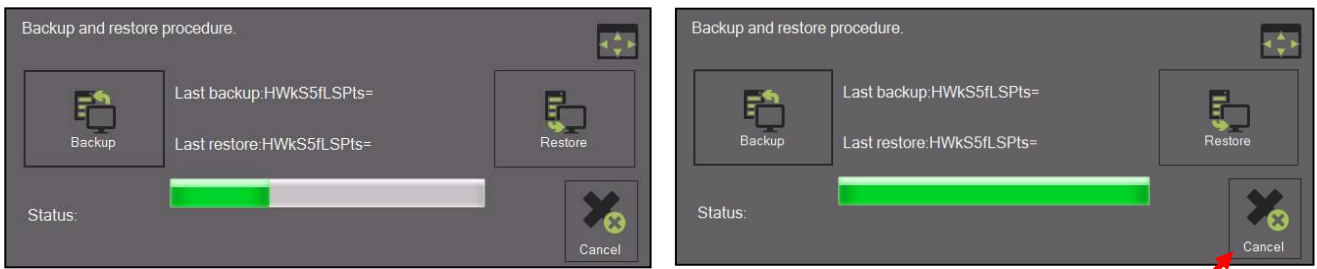 Backup and restore procedure.
Last backup:HWkS5fLSPts=
Backup
Last restore:HWkS5fLSPts=
Restore
Status:
Cancel
Backup and restore procedure.
Last backup:HWkS5fLSPts=
Backup
Last restore:HWkS5fLSPts=
Restore
Status:
Cancel